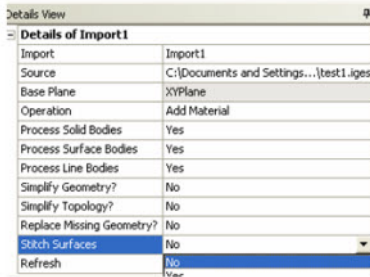 Details View
Details of Import1
Import Import1
Source C:\Documents and Settings...\test1.iges
Base Plane XYPlane
Operation Add Material
Process Solid Bodies Yes
Process Surface Bodies Yes
Process Line Bodies Yes
Simplify Geometry? No
Simplify Topology? No
Replace Missing Geometry? No
Stitch Surfaces No
Refresh No
Yes